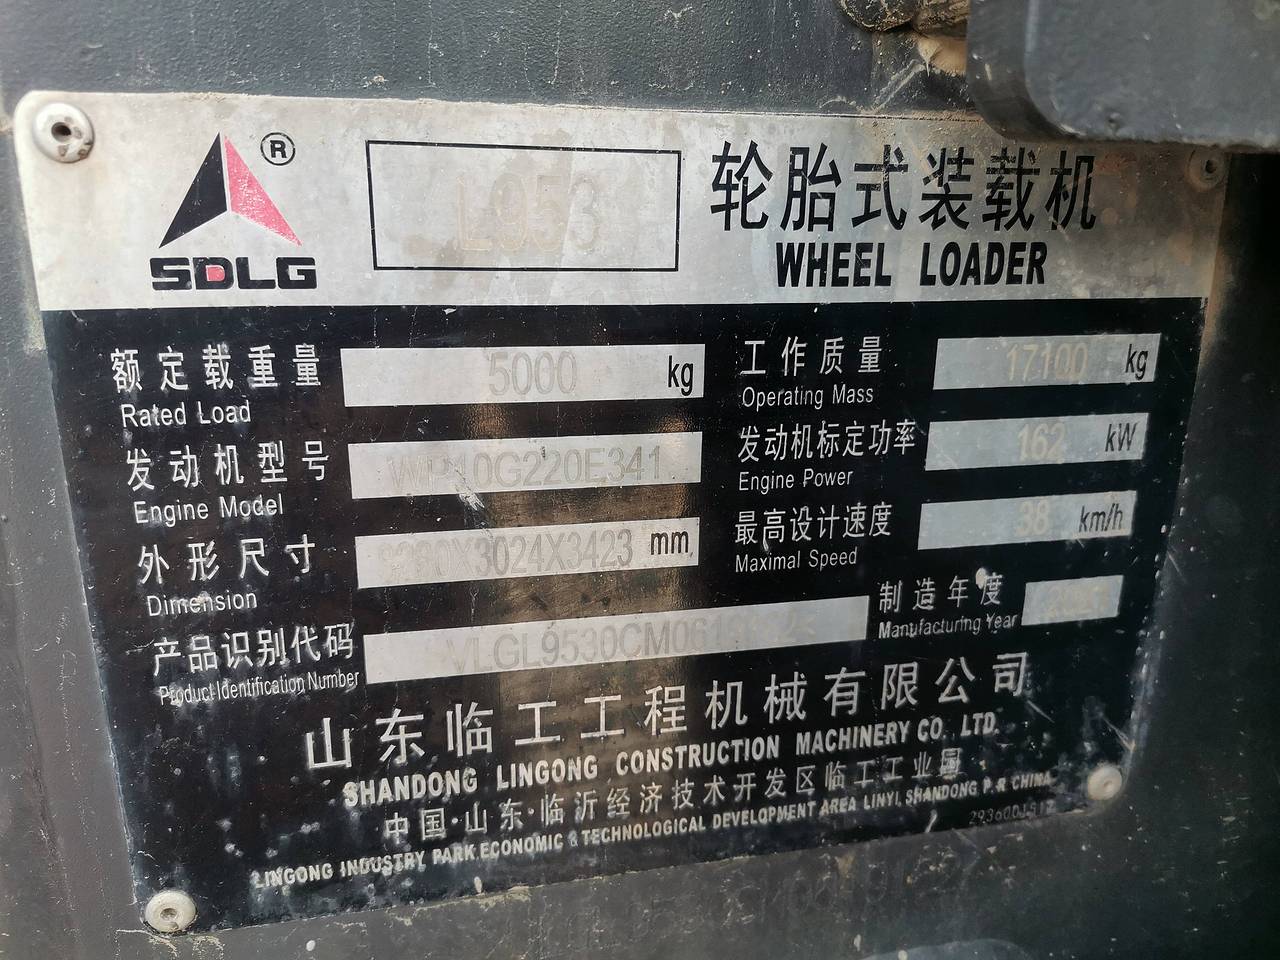 ®
SDLG
L953
轮胎式装载机
WHEEL LOADER
额定载重量 5000 kg
Rated Load
工作质量 17100 kg
Operating Mass
发动机型号 WP10G220E341
Engine Model
发动机标定功率 162 kW
Engine Power
外形尺寸 X3024X3423 mm
Dimension
最高设计速度 38 km/h
Maximal Speed
产品识别代码
Product Identification Number
制造年度
Manufacturing Year
山东临工工程机械有限公司
SHANDONG LINGONG CONSTRUCTION MACHINERY CO. LTD.
中国·山东·临沂经济技术开发区临工工业园
LINGONG INDUSTRY PARK ECONOMIC & TECHNOLOGICAL DEVELOPMENT AREA LINYI, SHANDONG P.R CHINA